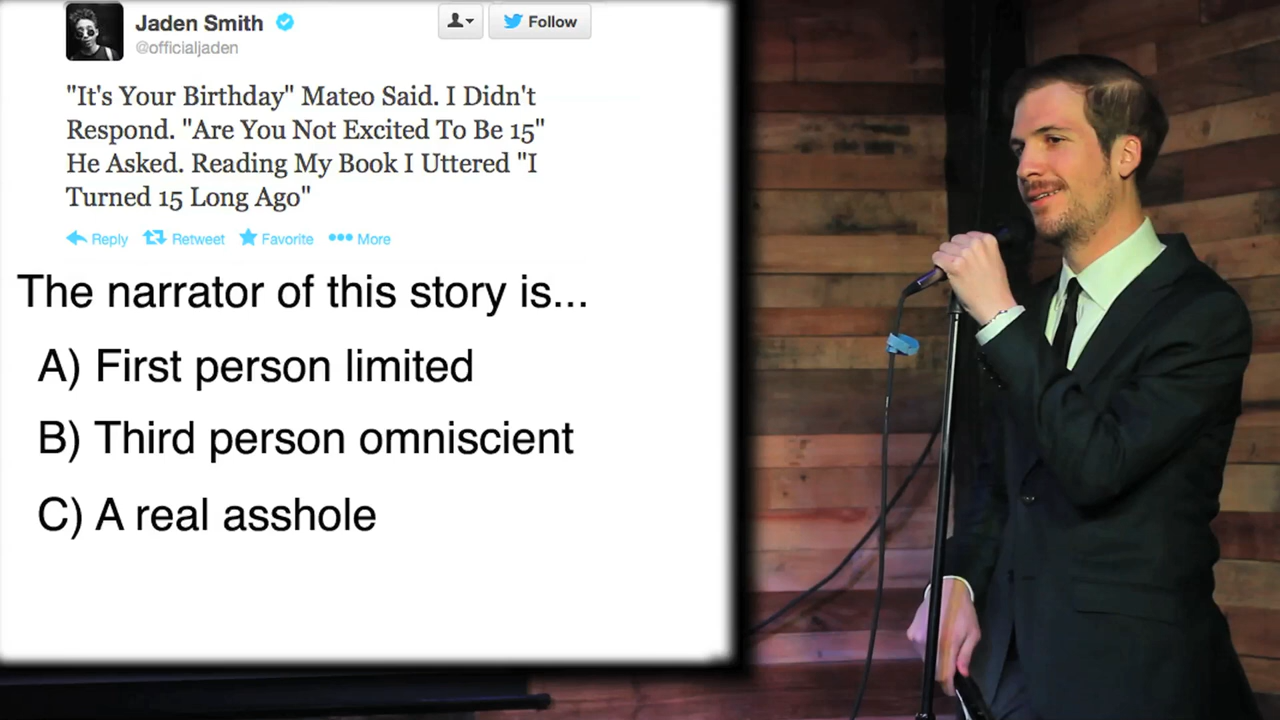 Jaden Smith
@officialjaden
Follow
"It's Your Birthday" Mateo Said. I Didn't
Respond. "Are You Not Excited To Be 15"
He Asked. Reading My Book I Uttered "I
Turned 15 Long Ago"
Reply Retweet Favorite More
The narrator of this story is...
A) First person limited
B) Third person omniscient
C) A real asshole